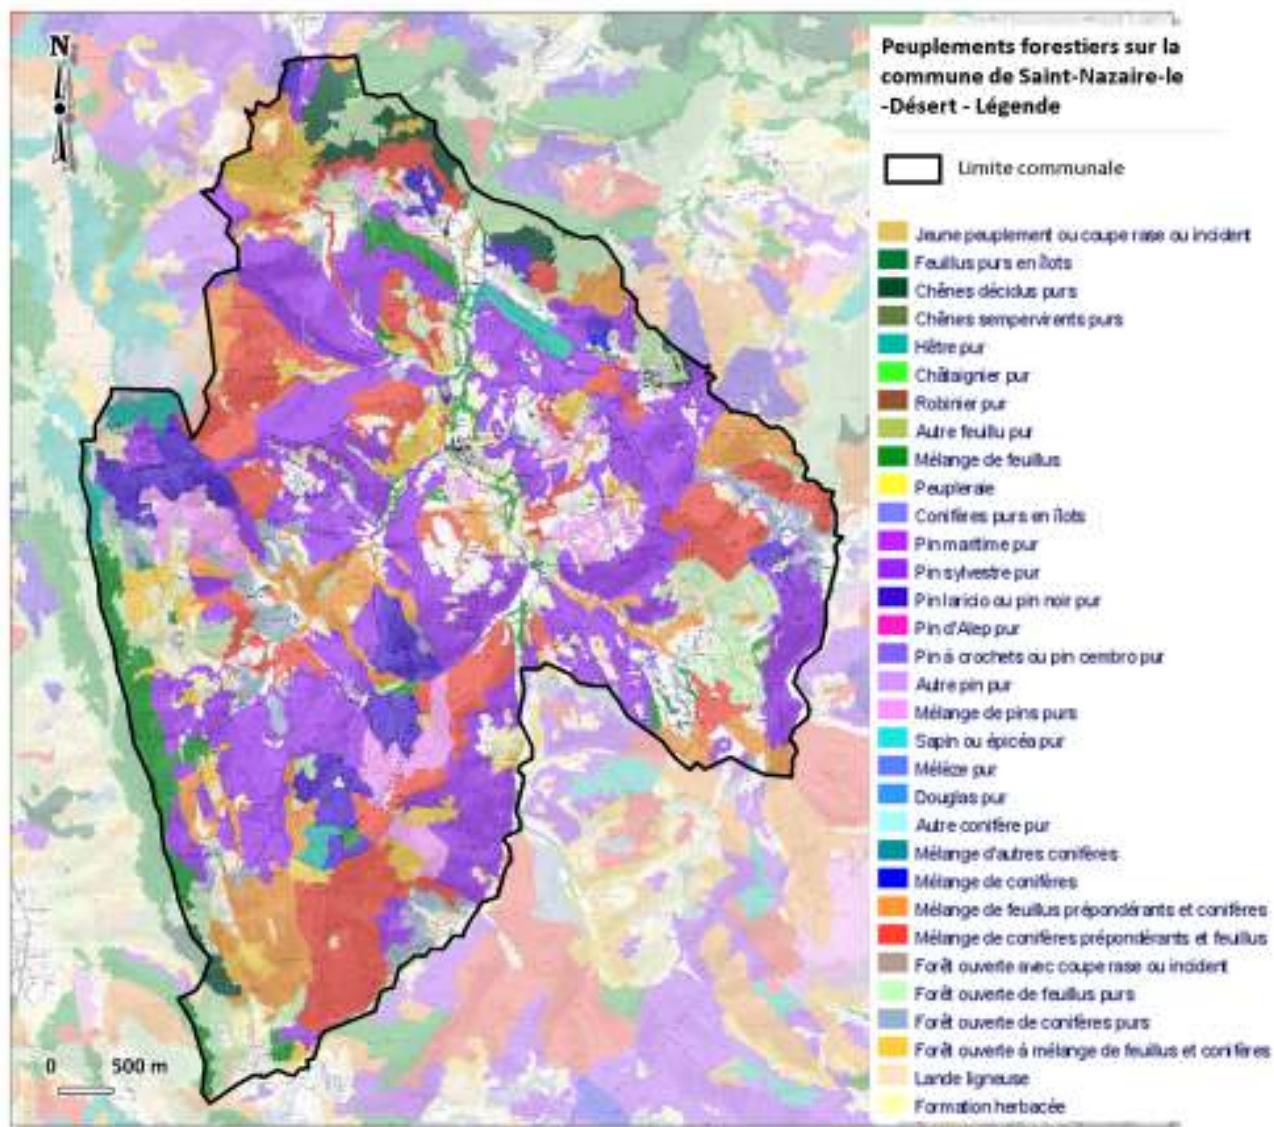 N
Peuplements forestiers sur la
commune de Saint-Nazaire-le
-Désert - Légende
Limite communale
Jeune peuplement ou coupe rase ou incident
Feuillus purs en îlots
Chênes décidus purs
Chênes sempervirents purs
Hêtre pur
Châtaignier pur
Robinier pur
Autre feuillu pur
Mélange de feuillus
Peupleraie
Conifères purs en îlots
Pin maritime pur
Pin sylvestre pur
Pin laricio ou pin noir pur
Pin d'Alep pur
Pin à crochets ou pin cembro pur
Autre pin pur
Mélange de pins purs
Sapin ou épicéa pur
Mélèze pur
Douglas pur
Autre conifère pur
Mélange d'autres conifères
Mélange de conifères
Mélange de feuillus prépondérants et conifères
Mélange de conifères prépondérants et feuillus
Forêt ouverte avec coupe rase ou incident
Forêt ouverte de feuillus purs
Forêt ouverte de conifères purs
Forêt ouverte à mélange de feuillus et conifères
Lande ligneuse
Formation herbacée
0 500 m